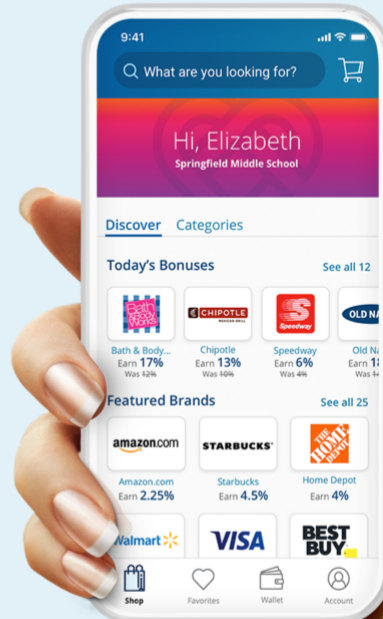 9:41
What are you looking for?
Hi, Elizabeth
Springfield Middle School
Discover Categories
Today's Bonuses See all 12
Bath & Body Works
CHIPOTLE
MEXICAN GRILL
Speedway
OLD NA
Bath & Body... Chipotle Speedway Old Na
Earn 17% Earn 13% Earn 6% Earn
Was 12% Was 10% Was 4% Was
Featured Brands See all 25
amazon.com STARBUCKS THE HOME DEPOT
Amazon.com Starbucks Home Depot
Earn 2.25% Earn 4.5% Earn 4%
Walmart VISA BEST BUY
Shop Favorites Wallet Account